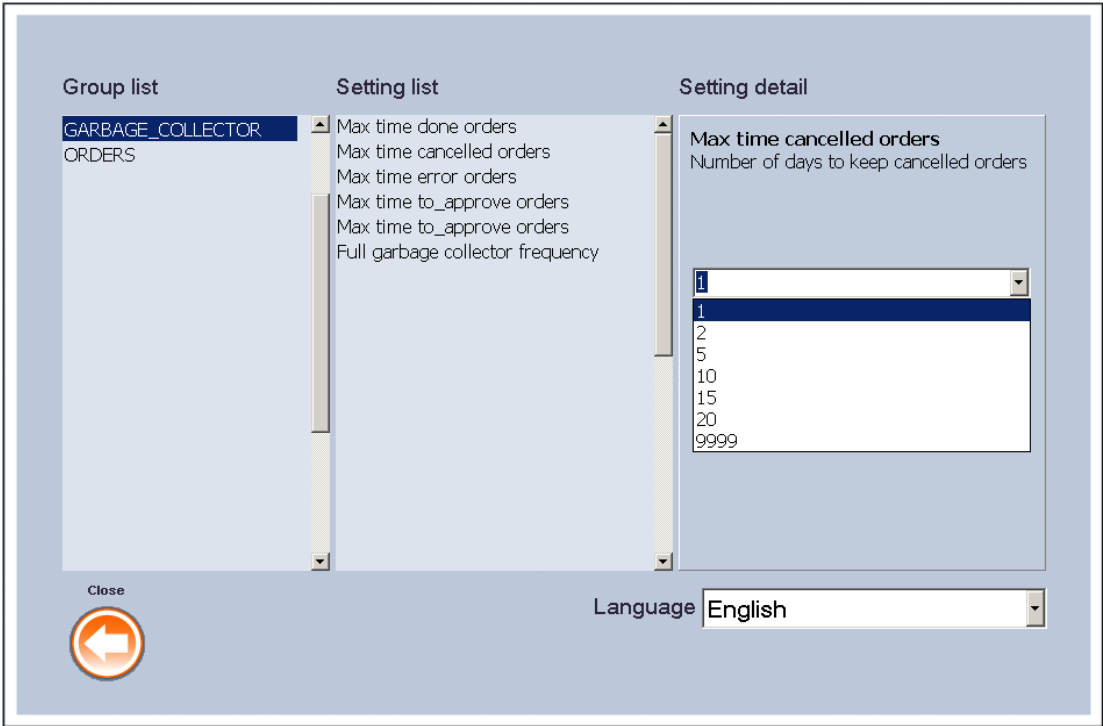 Group list
GARBAGE_COLLECTOR
ORDERS
Setting list
Max time done orders
Max time cancelled orders
Max time error orders
Max time to_approve orders
Max time to_approve orders
Full garbage collector frequency
Setting detail
Max time cancelled orders
Number of days to keep cancelled orders
1
1
2
5
10
15
20
9999
Close
Language English